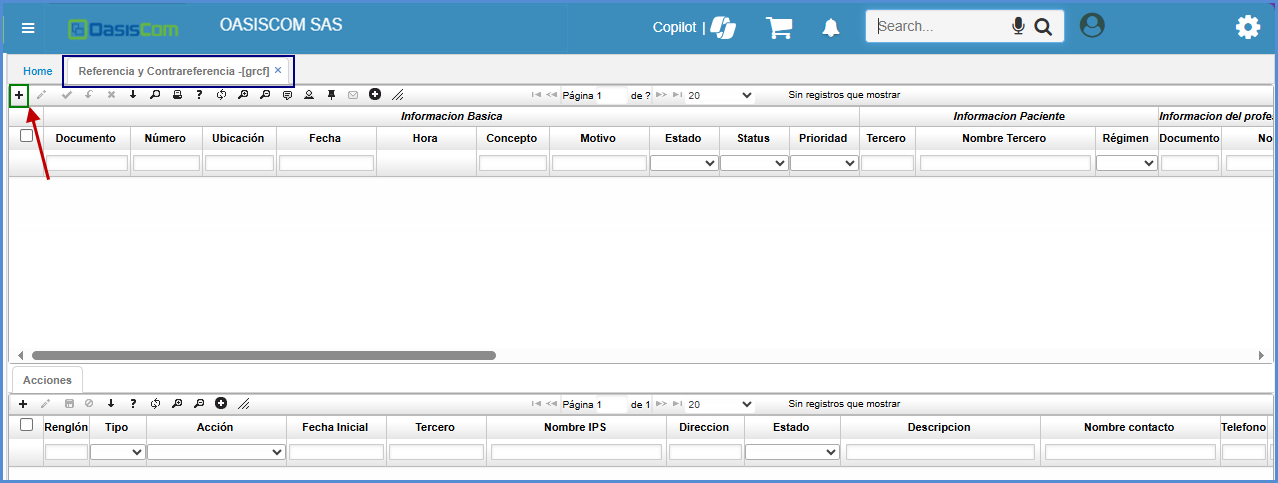 OasisCom OASISCOM SAS Copilot | Search...
Home Referencia y Contrareferencia -[grcf] ×
Página 1 de ? 20 Sin registros que mostrar
Informacion Basica Informacion Paciente Informacion del profe
Documento Número Ubicación Fecha Hora Concepto Motivo Estado Status Prioridad Tercero Nombre Tercero Régimen Documento No
Acciones
Página 1 de 1 20 Sin registros que mostrar
Renglón Tipo Acción Fecha Inicial Tercero Nombre IPS Direccion Estado Descripcion Nombre contacto Telefono